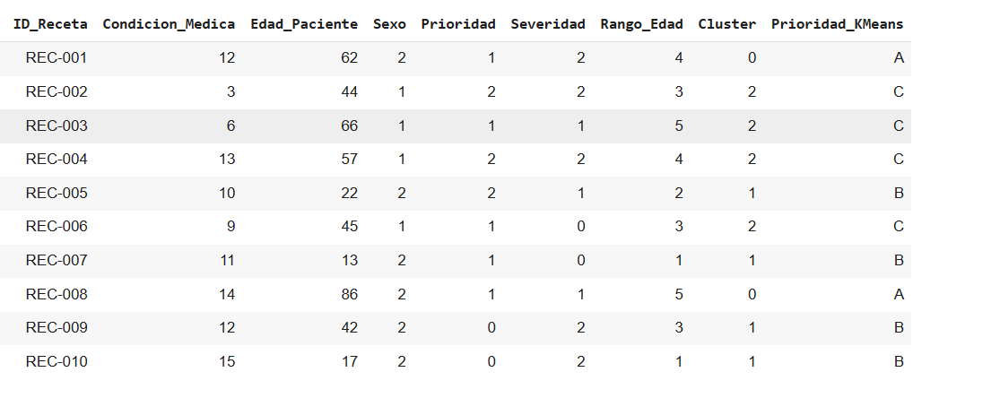 ID_Receta Condicion_Medica Edad_Paciente Sexo Prioridad Severidad Rango_Edad Cluster Prioridad_KMeans
REC-001 12 62 2 1 2 4 0 A
REC-002 3 44 1 2 2 3 2 C
REC-003 6 66 1 1 1 5 2 C
REC-004 13 57 1 2 2 4 2 C
REC-005 10 22 2 2 1 2 1 B
REC-006 9 45 1 1 0 3 2 C
REC-007 11 13 2 1 0 1 1 B
REC-008 14 86 2 1 1 5 0 A
REC-009 12 42 2 0 2 3 1 B
REC-010 15 17 2 0 2 1 1 B